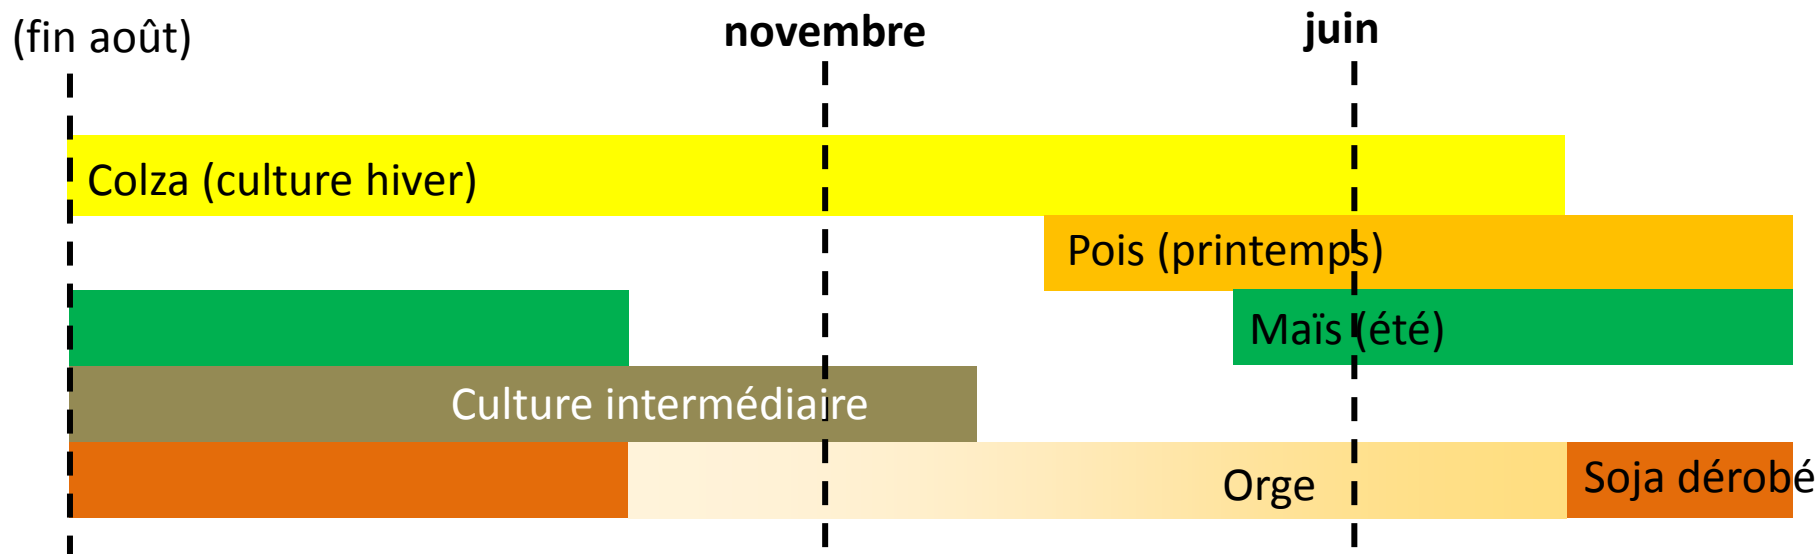 (fin août)
novembre
juin
Colza (culture hiver)
Pois (printemps)
Maïs (été)
Culture intermédiaire
Orge
Soja dérobé